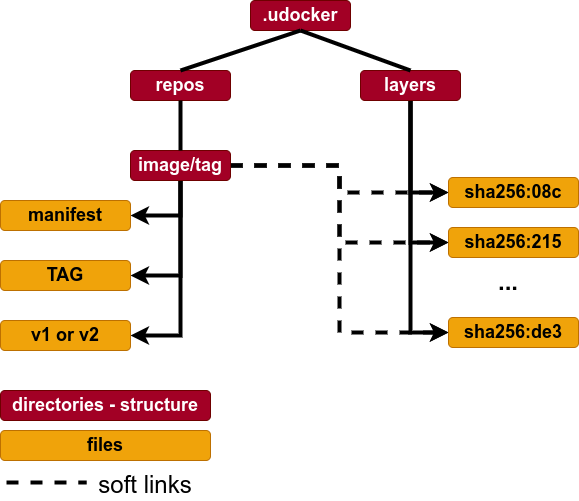 .udocker
repos
layers
image/tag
sha256:08c
manifest
sha256:215
TAG
...
v1 or v2
sha256:de3
directories - structure
files
soft links